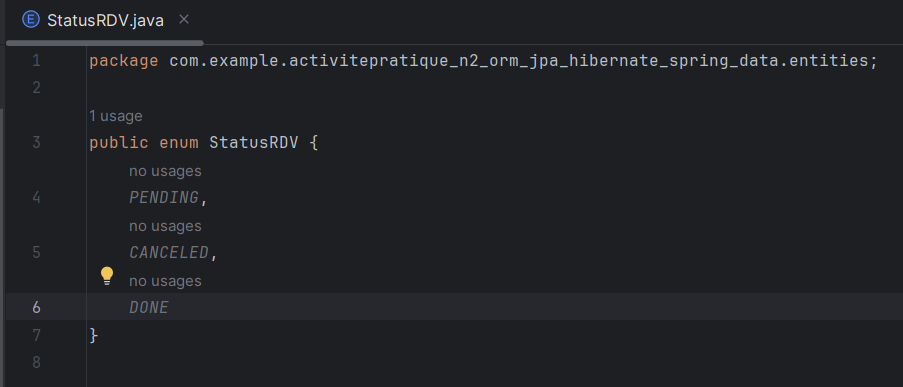 StatusRDV.java
1 package com.example.activitepratique_n2_orm_jpa_hibernate_spring_data.entities;
2
1 usage
3 public enum StatusRDV {
no usages
4 PENDING,
no usages
5 CANCELED,
no usages
6 DONE
7 }
8